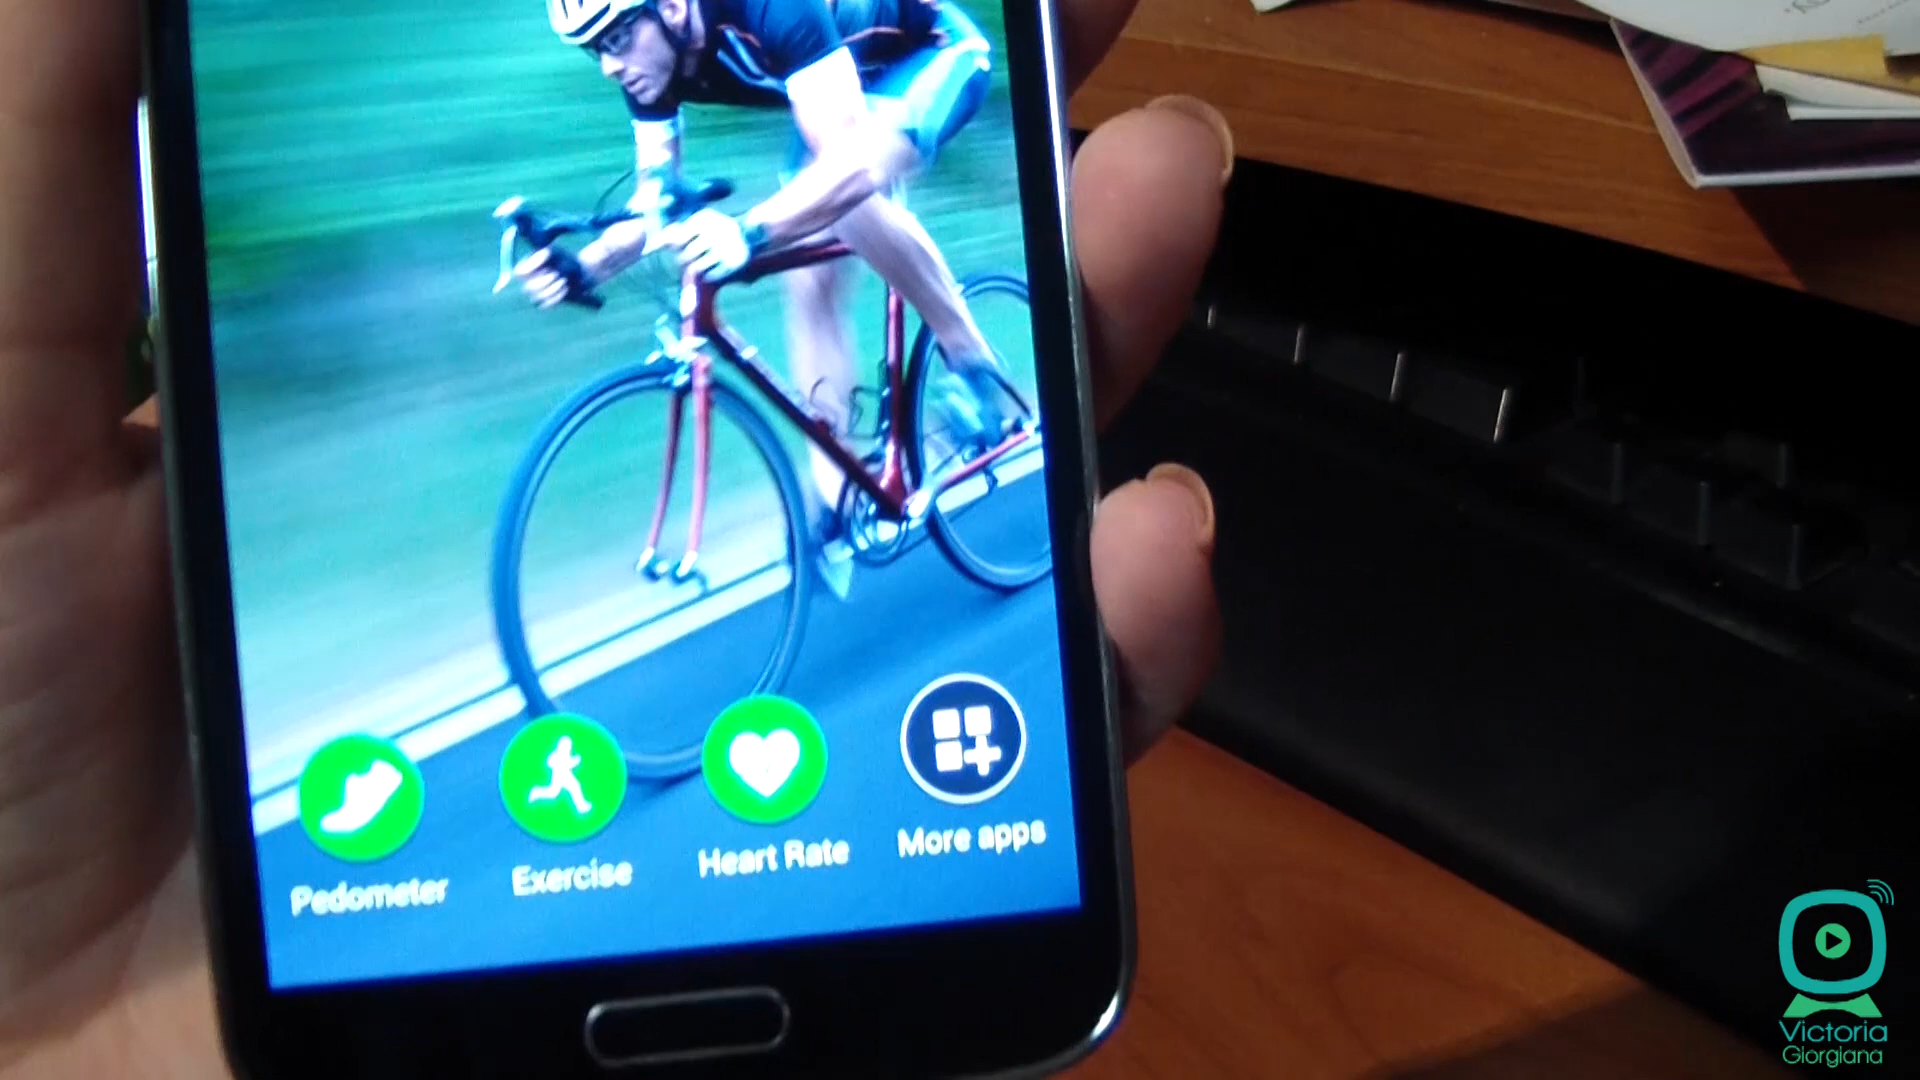 Pedometer
Exercise
Heart Rate
More apps
Victoria
Giorgiana